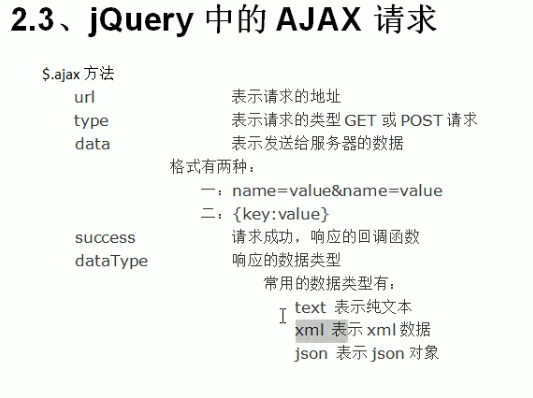 2.3、jQuery 中的 AJAX 请求
$.ajax 方法
url 表示请求的地址
type 表示请求的类型 GET 或 POST 请求
data 表示发送给服务器的数据
格式有两种：
一：name=value&name=value
二：{key:value}
success 请求成功，响应的回调函数
dataType 响应的数据类型
常用的数据类型有：
text 表示纯文本
xml 表示 xml 数据
json 表示 json 对象